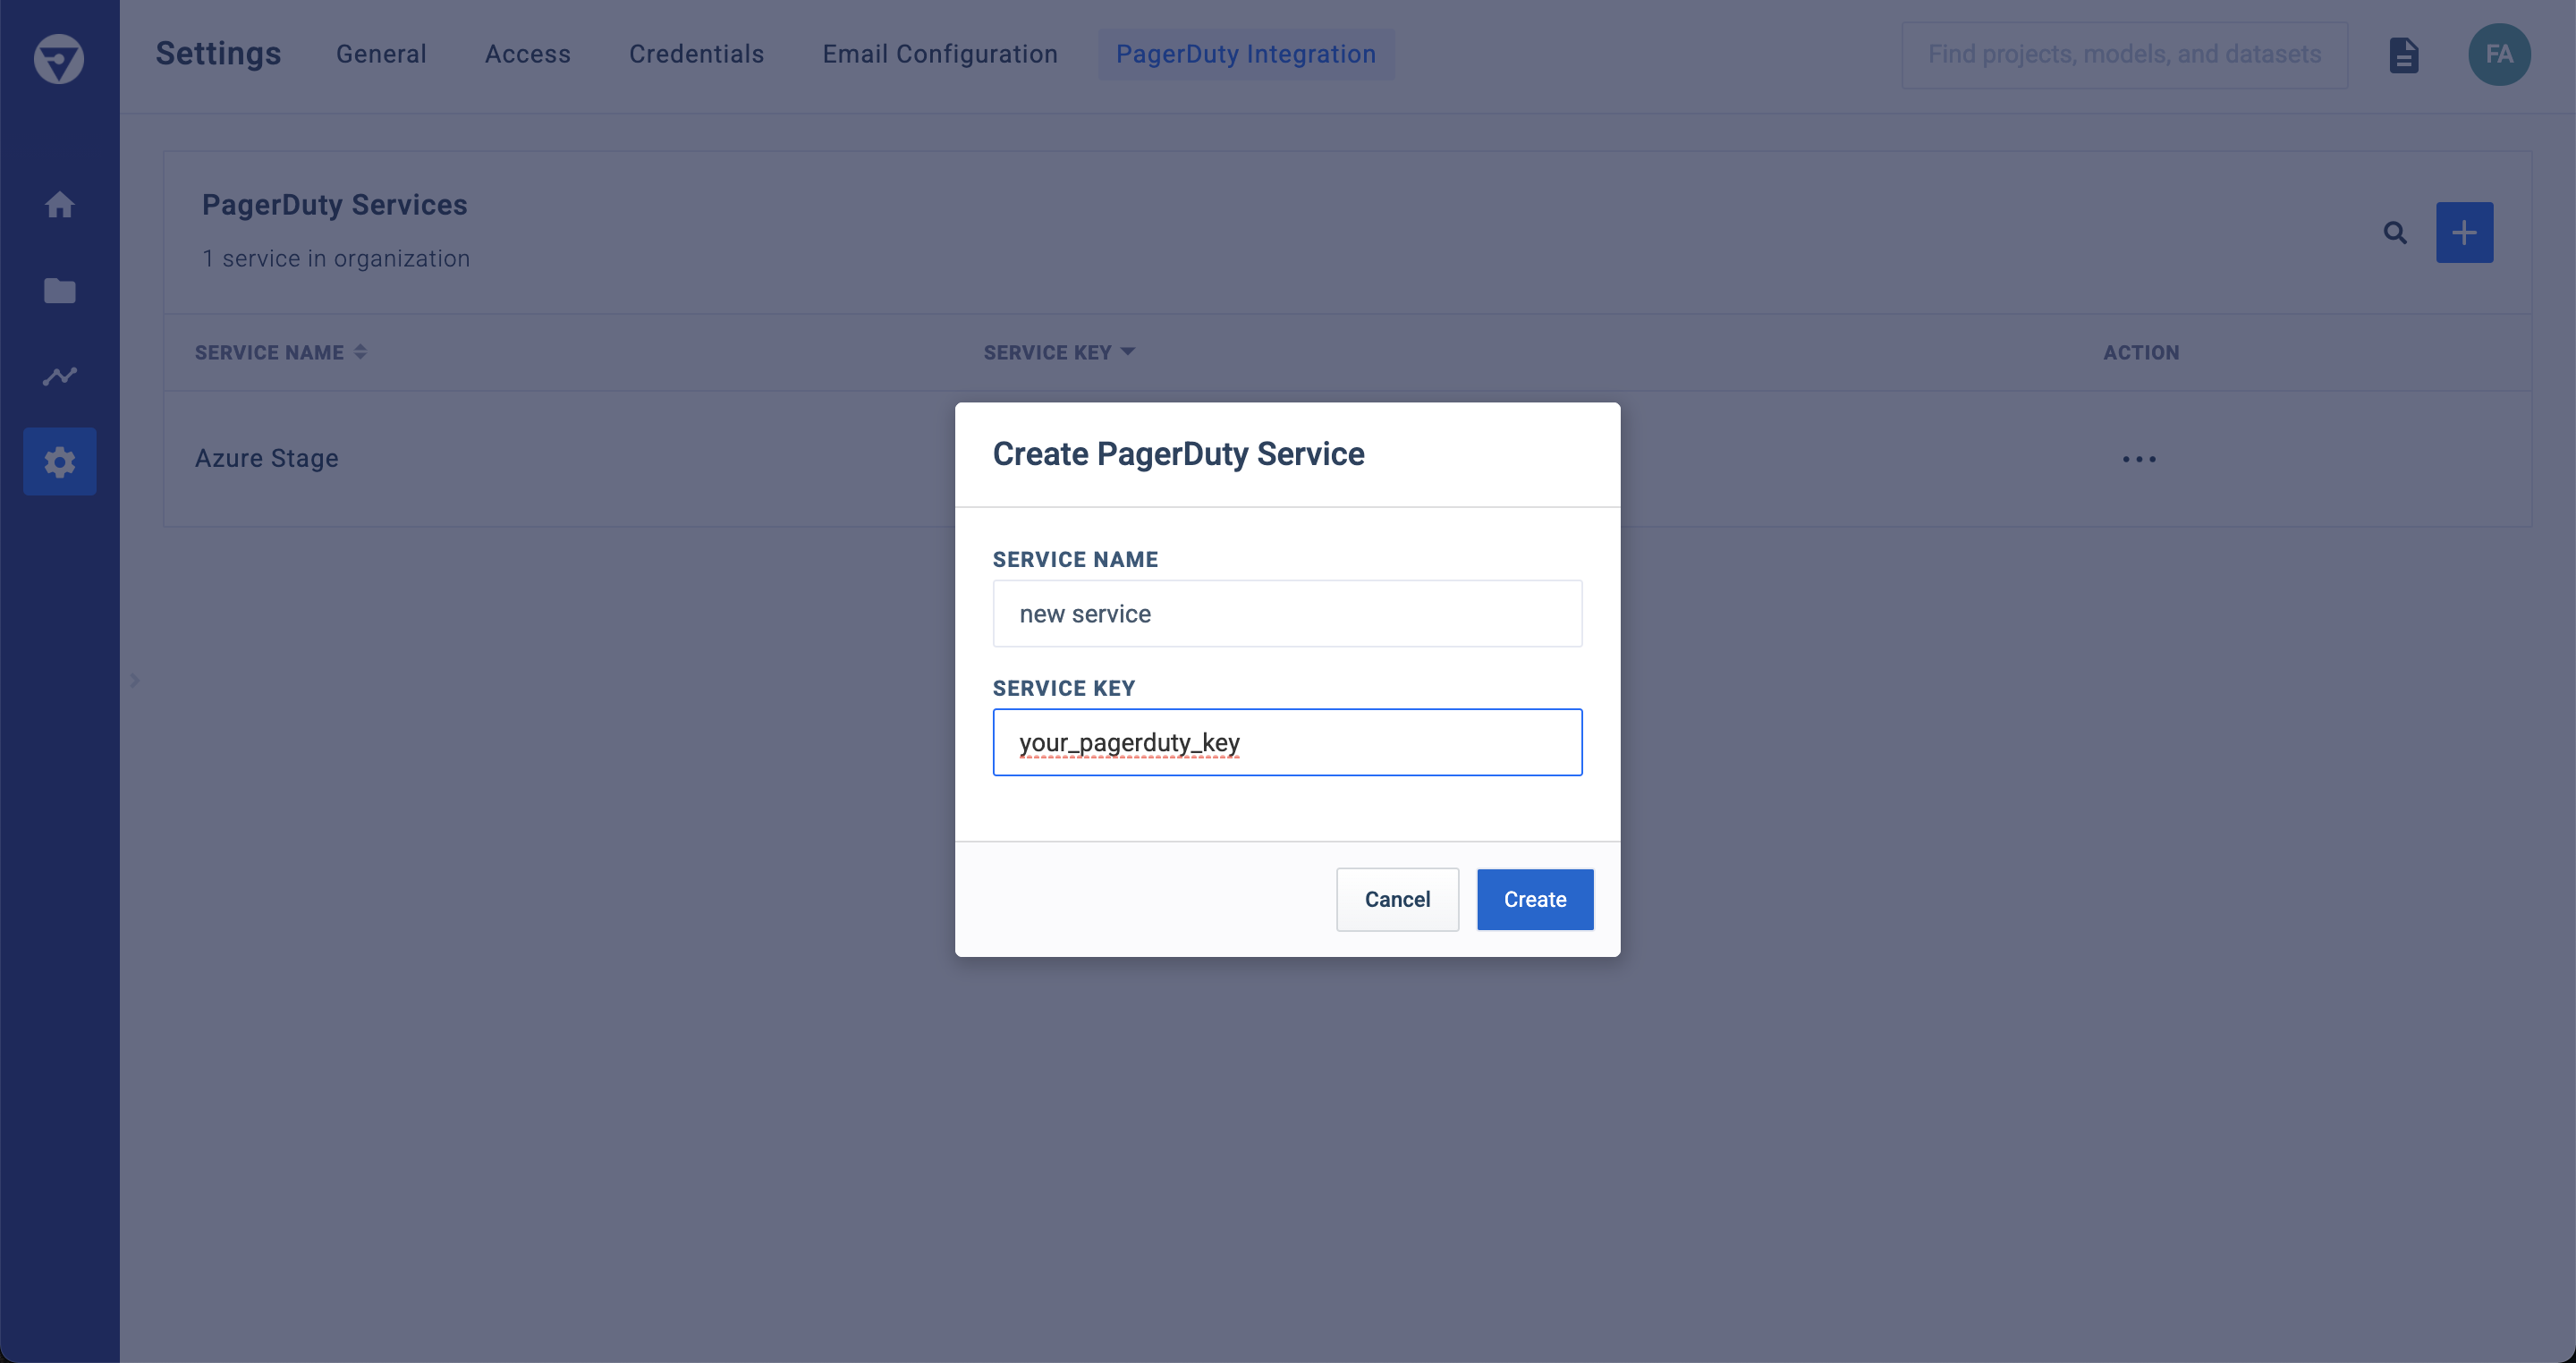 Settings General Access Credentials Email Configuration PagerDuty Integration Find projects, models, and datasets FA
PagerDuty Services
1 service in organization
SERVICE NAME SERVICE KEY ACTION
Azure Stage
Create PagerDuty Service
SERVICE NAME
new service
SERVICE KEY
your_pagerduty_key
Cancel Create